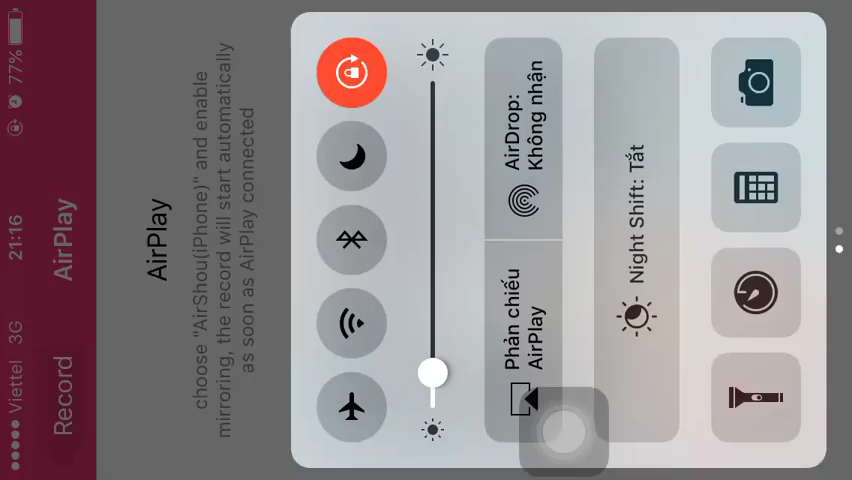 ●●●●● Viettel 3G 21:16 77%
Record AirPlay
AirPlay
choose "AirShou(iPhone)" and enable
mirroring, the record will start automatically
as soon as AirPlay connected
Phản chiếu
AirPlay
AirDrop:
Không nhận
Night Shift: Tắt